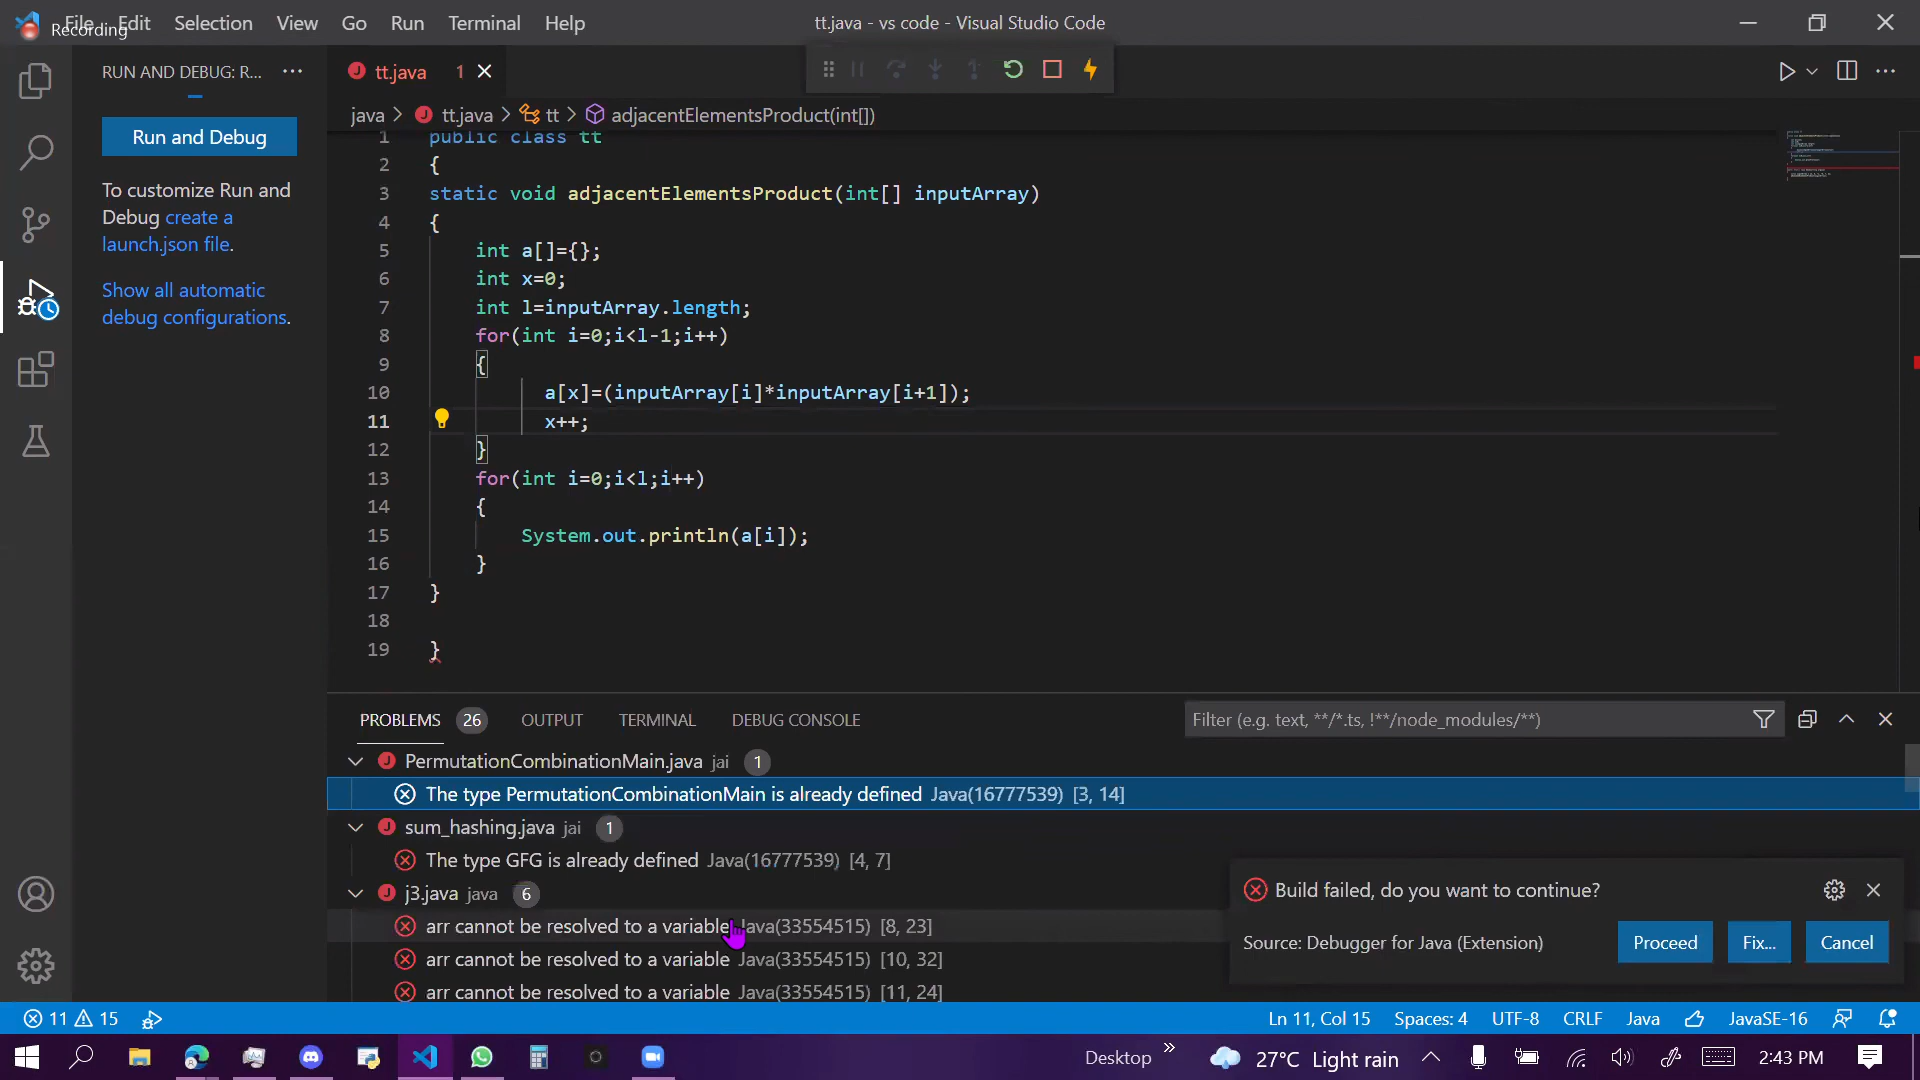 File Edit Selection View Go Run Terminal Help
Recording
tt.java - vs code - Visual Studio Code
RUN AND DEBUG: R... ···
tt.java 1
java > tt.java > tt > adjacentElementsProduct(int[])
Run and Debug
To customize Run and
Debug create a
launch.json file.
Show all automatic
debug configurations.
1 public class tt
2 {
3 static void adjacentElementsProduct(int[] inputArray)
4 {
5 int a[]={};
6 int x=0;
7 int l=inputArray.length;
8 for(int i=0;i<l-1;i++)
9 {
10 a[x]=(inputArray[i]*inputArray[i+1]);
11 x++;
12 }
13 for(int i=0;i<l;i++)
14 {
15 System.out.println(a[i]);
16 }
17 }
18
19 }
PROBLEMS 26 OUTPUT TERMINAL DEBUG CONSOLE
Filter (e.g. text, **/*.ts, !**/node_modules/**)
PermutationCombinationMain.java jai 1
The type PermutationCombinationMain is already defined Java(16777539) [3, 14]
sum_hashing.java jai 1
The type GFG is already defined Java(16777539) [4, 7]
j3.java java 6
arr cannot be resolved to a variable Java(33554515) [8, 23]
arr cannot be resolved to a variable Java(33554515) [10, 32]
arr cannot be resolved to a variable Java(33554515) [11, 24]
Build failed, do you want to continue?
Source: Debugger for Java (Extension) Proceed Fix... Cancel
11 15 Ln 11, Col 15 Spaces: 4 UTF-8 CRLF Java JavaSE-16
Desktop » 27°C Light rain 2:43 PM